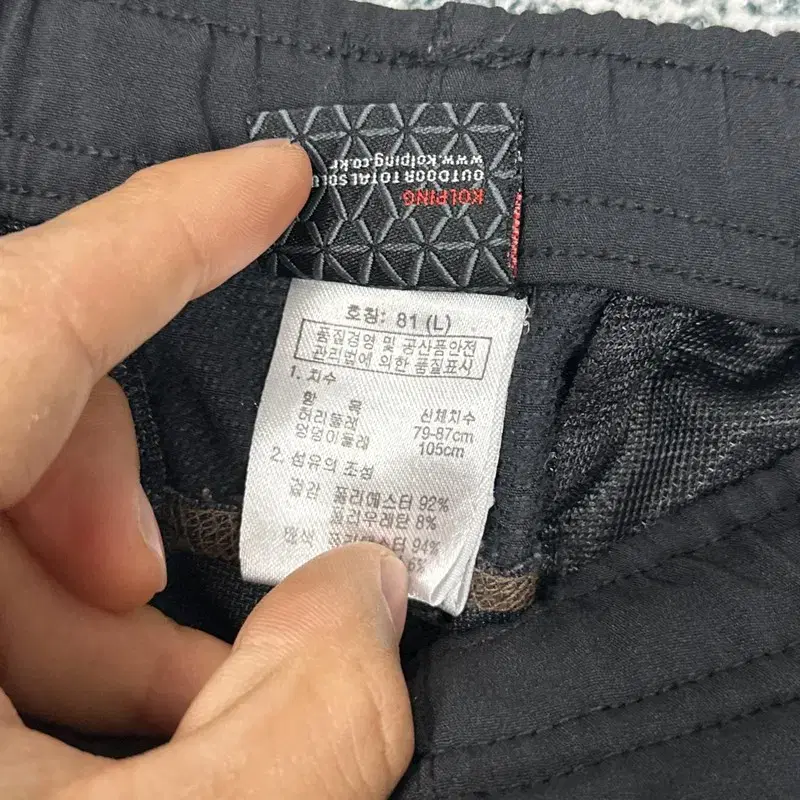 KOLPING
OUTDOOR TOTAL
www.kolping.co.kr
호칭: 81 (L)
품질경영 및 공산품안전
관리법에 의한 품질표시
1. 치수
항 목 신체치수
허리둘레 79-87cm
엉덩이둘레 105cm
2. 섬유의 조성
겉감 폴리에스터 92%
폴리우레탄 8%
배색 94%